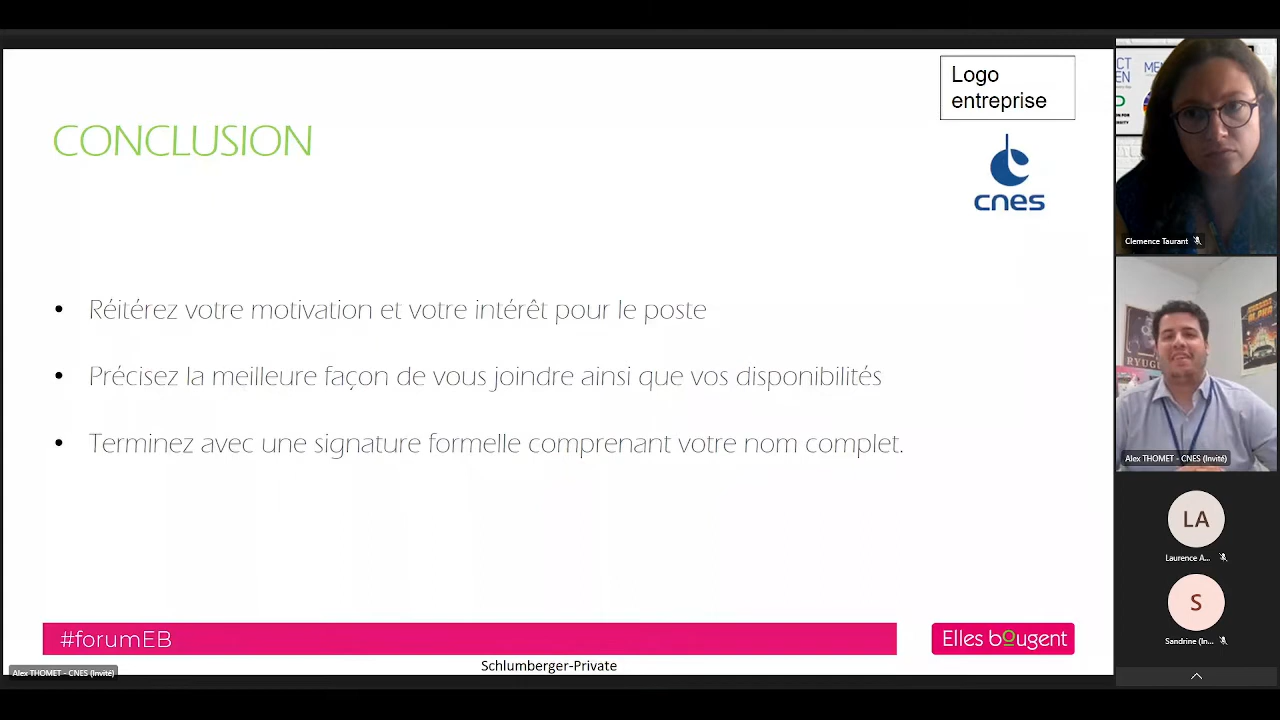 Logo
entreprise
cnes
CONCLUSION
• Réitérez votre motivation et votre intérêt pour le poste
• Précisez la meilleure façon de vous joindre ainsi que vos disponibilités
• Terminez avec une signature formelle comprenant votre nom complet.
#forumEB
Elles bougent
Schlumberger-Private
Alex THOMET - CNES (Invité)
Clemence Taurant
RYUG
ALPHA
Alex THOMET - CNES (Invité)
LA
Laurence A...
S
Sandrine (In...